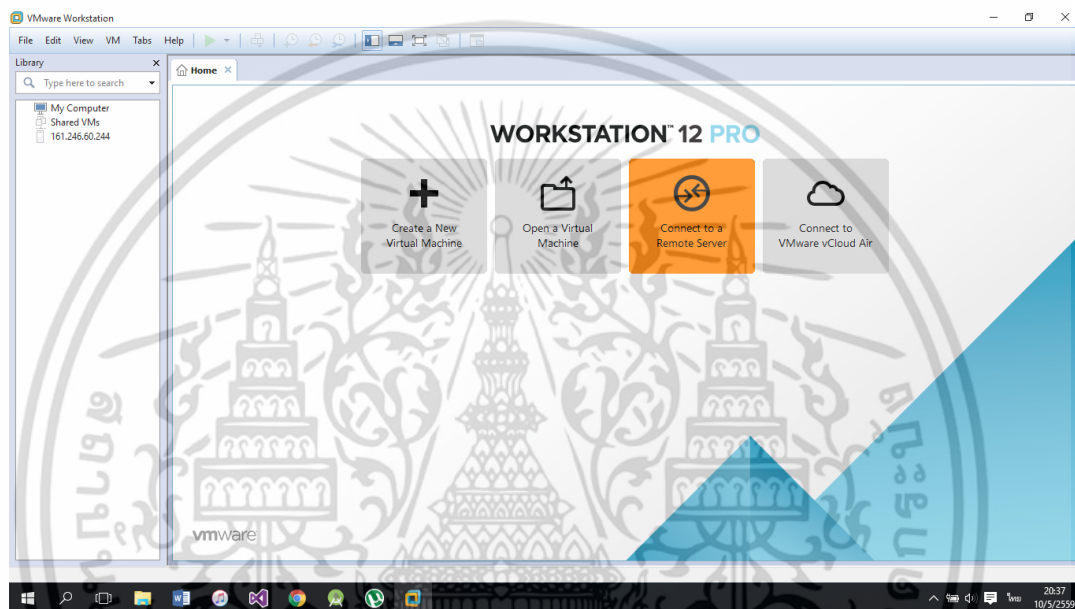 VMware Workstation
File Edit View VM Tabs Help
Library
Type here to search
My Computer
Shared VMs
161.246.60.244
Home
WORKSTATION™ 12 PRO
Create a New
Virtual Machine
Open a Virtual
Machine
Connect to a
Remote Server
Connect to
VMware vCloud Air
vmware
ไทย
20:37
10/5/2559